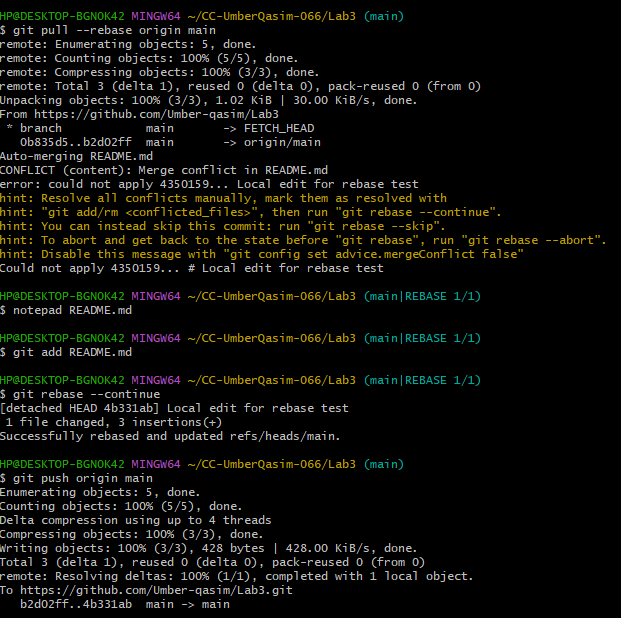 HP@DESKTOP-BGNOK42 MINGW64 ~/CC-UmberQasim-066/Lab3 (main)
$ git pull --rebase origin main
remote: Enumerating objects: 5, done.
remote: Counting objects: 100% (5/5), done.
remote: Compressing objects: 100% (3/3), done.
remote: Total 3 (delta 1), reused 0 (delta 0), pack-reused 0 (from 0)
Unpacking objects: 100% (3/3), 1.02 KiB | 30.00 KiB/s, done.
From https://github.com/Umber-qasim/Lab3
 * branch            main       -> FETCH_HEAD
   0b835d5..b2d02ff  main       -> origin/main
Auto-merging README.md
CONFLICT (content): Merge conflict in README.md
error: could not apply 4350159... Local edit for rebase test
hint: Resolve all conflicts manually, mark them as resolved with
hint: "git add/rm <conflicted_files>", then run "git rebase --continue".
hint: You can instead skip this commit: run "git rebase --skip".
hint: To abort and get back to the state before "git rebase", run "git rebase --abort".
hint: Disable this message with "git config set advice.mergeConflict false"
Could not apply 4350159... # Local edit for rebase test
HP@DESKTOP-BGNOK42 MINGW64 ~/CC-UmberQasim-066/Lab3 (main|REBASE 1/1)
$ notepad README.md
HP@DESKTOP-BGNOK42 MINGW64 ~/CC-UmberQasim-066/Lab3 (main|REBASE 1/1)
$ git add README.md
HP@DESKTOP-BGNOK42 MINGW64 ~/CC-UmberQasim-066/Lab3 (main|REBASE 1/1)
$ git rebase --continue
[detached HEAD 4b331ab] Local edit for rebase test
 1 file changed, 3 insertions(+)
Successfully rebased and updated refs/heads/main.
HP@DESKTOP-BGNOK42 MINGW64 ~/CC-UmberQasim-066/Lab3 (main)
$ git push origin main
Enumerating objects: 5, done.
Counting objects: 100% (5/5), done.
Delta compression using up to 4 threads
Compressing objects: 100% (3/3), done.
Writing objects: 100% (3/3), 428 bytes | 428.00 KiB/s, done.
Total 3 (delta 1), reused 0 (delta 0), pack-reused 0 (from 0)
remote: Resolving deltas: 100% (1/1), completed with 1 local object.
To https://github.com/Umber-qasim/Lab3.git
   b2d02ff..4b331ab  main -> main